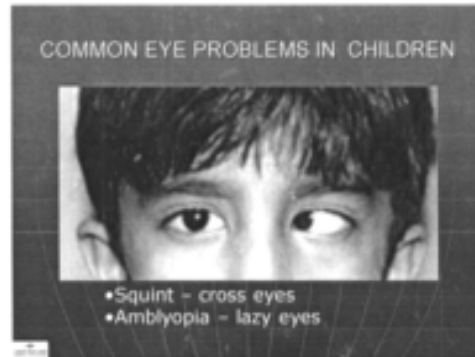 COMMON EYE PROBLEMS IN CHILDREN
•Squint – cross eyes
•Amblyopia – lazy eyes